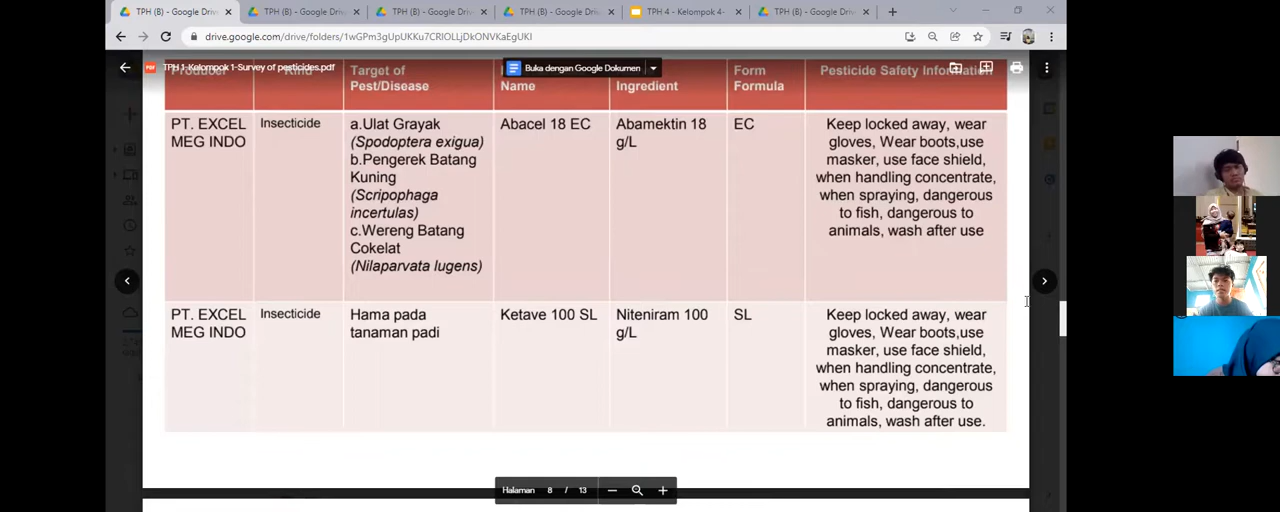 TPH (B) - Google Drive
TPH (B) - Google Driv
TPH (B) - Google Driv
TPH (B) - Google Driv
TPH 4 - Kelompok 4-
TPH (B) - Google Driv
drive.google.com/drive/folders/1wGPm3gUpUKKu7CRlOLLjDkONVKaEgUKI
TPH 1-Kelompok 1-Survey of pesticides.pdf
Buka dengan Google Dokumen
Target of
Pest/Disease
Name
Ingredient
Form
Formula
Pesticide Safety Information
PT. EXCEL
MEG INDO
Insecticide
a.Ulat Grayak
(Spodoptera exigua)
b.Pengerek Batang
Kuning
(Scripophaga
incertulas)
c.Wereng Batang
Cokelat
(Nilaparvata lugens)
Abacel 18 EC
Abamektin 18
g/L
EC
Keep locked away, wear
gloves, Wear boots,use
masker, use face shield,
when handling concentrate,
when spraying, dangerous
to fish, dangerous to
animals, wash after use
PT. EXCEL
MEG INDO
Insecticide
Hama pada
tanaman padi
Ketave 100 SL
Niteniram 100
g/L
SL
Keep locked away, wear
gloves, Wear boots,use
masker, use face shield,
when handling concentrate,
when spraying, dangerous
to fish, dangerous to
animals, wash after use.
Halaman 8 / 13